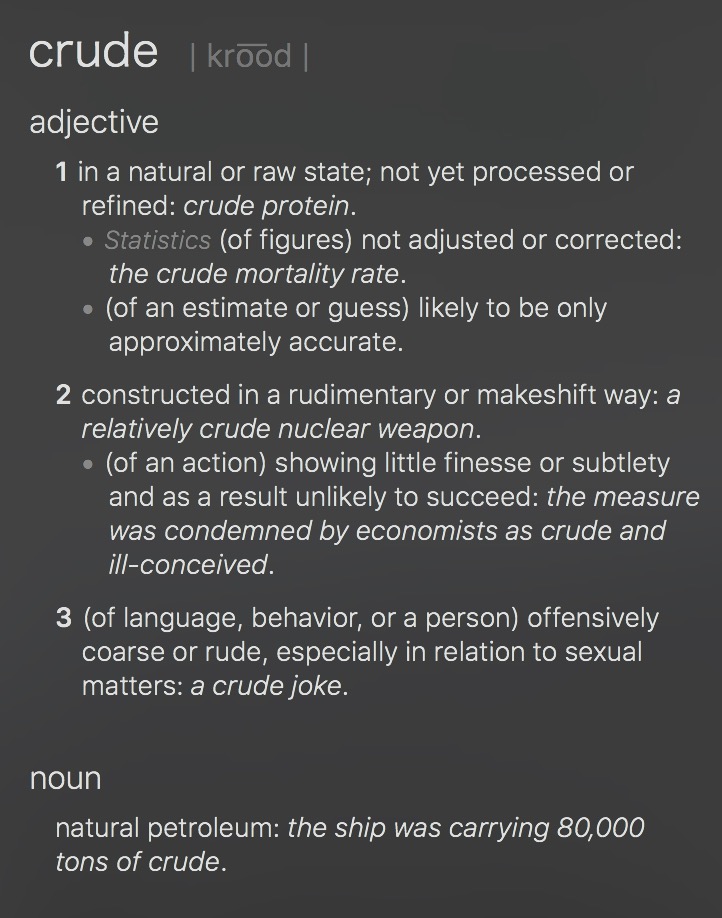 crude | kro͞od |
adjective
1 in a natural or raw state; not yet processed or
refined: crude protein.
• Statistics (of figures) not adjusted or corrected:
the crude mortality rate.
• (of an estimate or guess) likely to be only
approximately accurate.
2 constructed in a rudimentary or makeshift way: a
relatively crude nuclear weapon.
• (of an action) showing little finesse or subtlety
and as a result unlikely to succeed: the measure
was condemned by economists as crude and
ill-conceived.
3 (of language, behavior, or a person) offensively
coarse or rude, especially in relation to sexual
matters: a crude joke.
noun
natural petroleum: the ship was carrying 80,000
tons of crude.